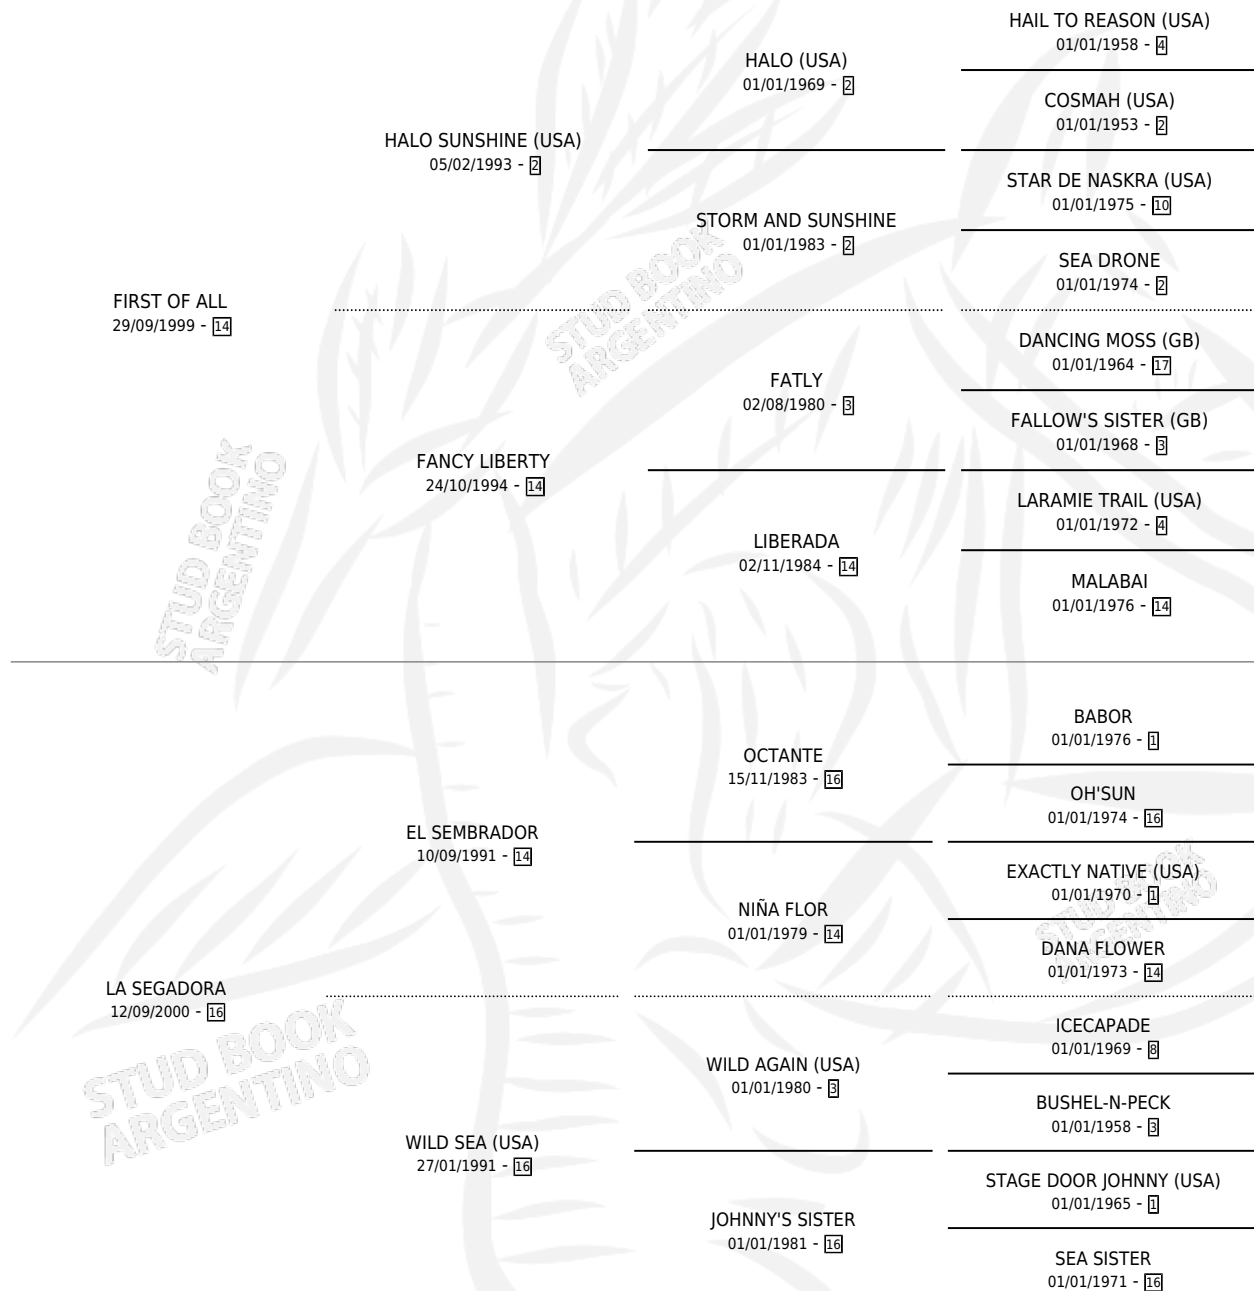 HAIL TO REASON (USA)
01/01/1958 - 4
HALO (USA)
01/01/1969 - 2
COSMAH (USA)
01/01/1953 - 2
HALO SUNSHINE (USA)
05/02/1993 - 2
STAR DE NASKRA (USA)
01/01/1975 - 10
STORM AND SUNSHINE
01/01/1983 - 2
SEA DRONE
01/01/1974 - 2
FIRST OF ALL
29/09/1999 - 14
DANCING MOSS (GB)
01/01/1964 - 17
FATLY
02/08/1980 - 3
FALLOW'S SISTER (GB)
01/01/1968 - 3
FANCY LIBERTY
24/10/1994 - 14
LARAMIE TRAIL (USA)
01/01/1972 - 4
LIBERADA
02/11/1984 - 14
MALABAI
01/01/1976 - 14
BABOR
01/01/1976 - 1
OCTANTE
15/11/1983 - 16
OH'SUN
01/01/1974 - 16
EL SEMBRADOR
10/09/1991 - 14
EXACTLY NATIVE (USA)
01/01/1970 - 1
NIÑA FLOR
01/01/1979 - 14
DANA FLOWER
01/01/1973 - 14
LA SEGADORA
12/09/2000 - 16
ICECAPADE
01/01/1969 - 8
WILD AGAIN (USA)
01/01/1980 - 3
BUSHEL-N-PECK
01/01/1958 - 3
WILD SEA (USA)
27/01/1991 - 16
STAGE DOOR JOHNNY (USA)
01/01/1965 - 1
JOHNNY'S SISTER
01/01/1981 - 16
SEA SISTER
01/01/1971 - 16
STUD BOOK
ARGENTINO
STUD BOOK
ARGENTINO
STUD BOOK
ARGENTINO
STUD BOOK
ARGENTINO